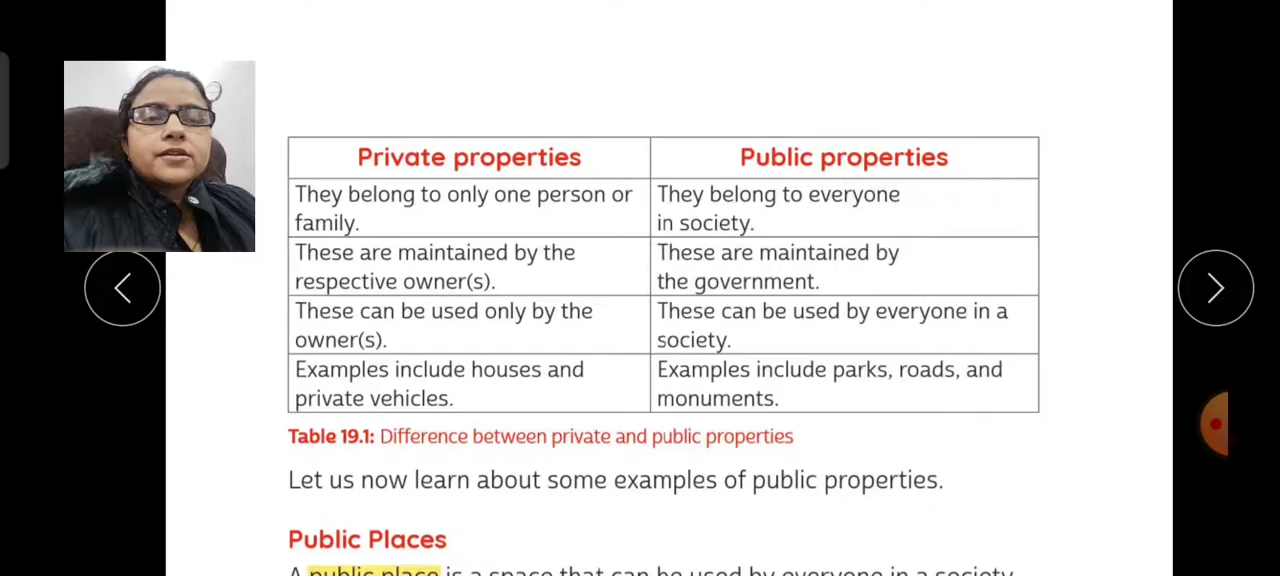 Private properties
Public properties
They belong to only one person or
family.
They belong to everyone
in society.
These are maintained by the
respective owner(s).
These are maintained by
the government.
These can be used only by the
owner(s).
These can be used by everyone in a
society.
Examples include houses and
private vehicles.
Examples include parks, roads, and
monuments.
Table 19.1: Difference between private and public properties
Let us now learn about some examples of public properties.
Public Places
A public place is a space that can be used by everyone in a society